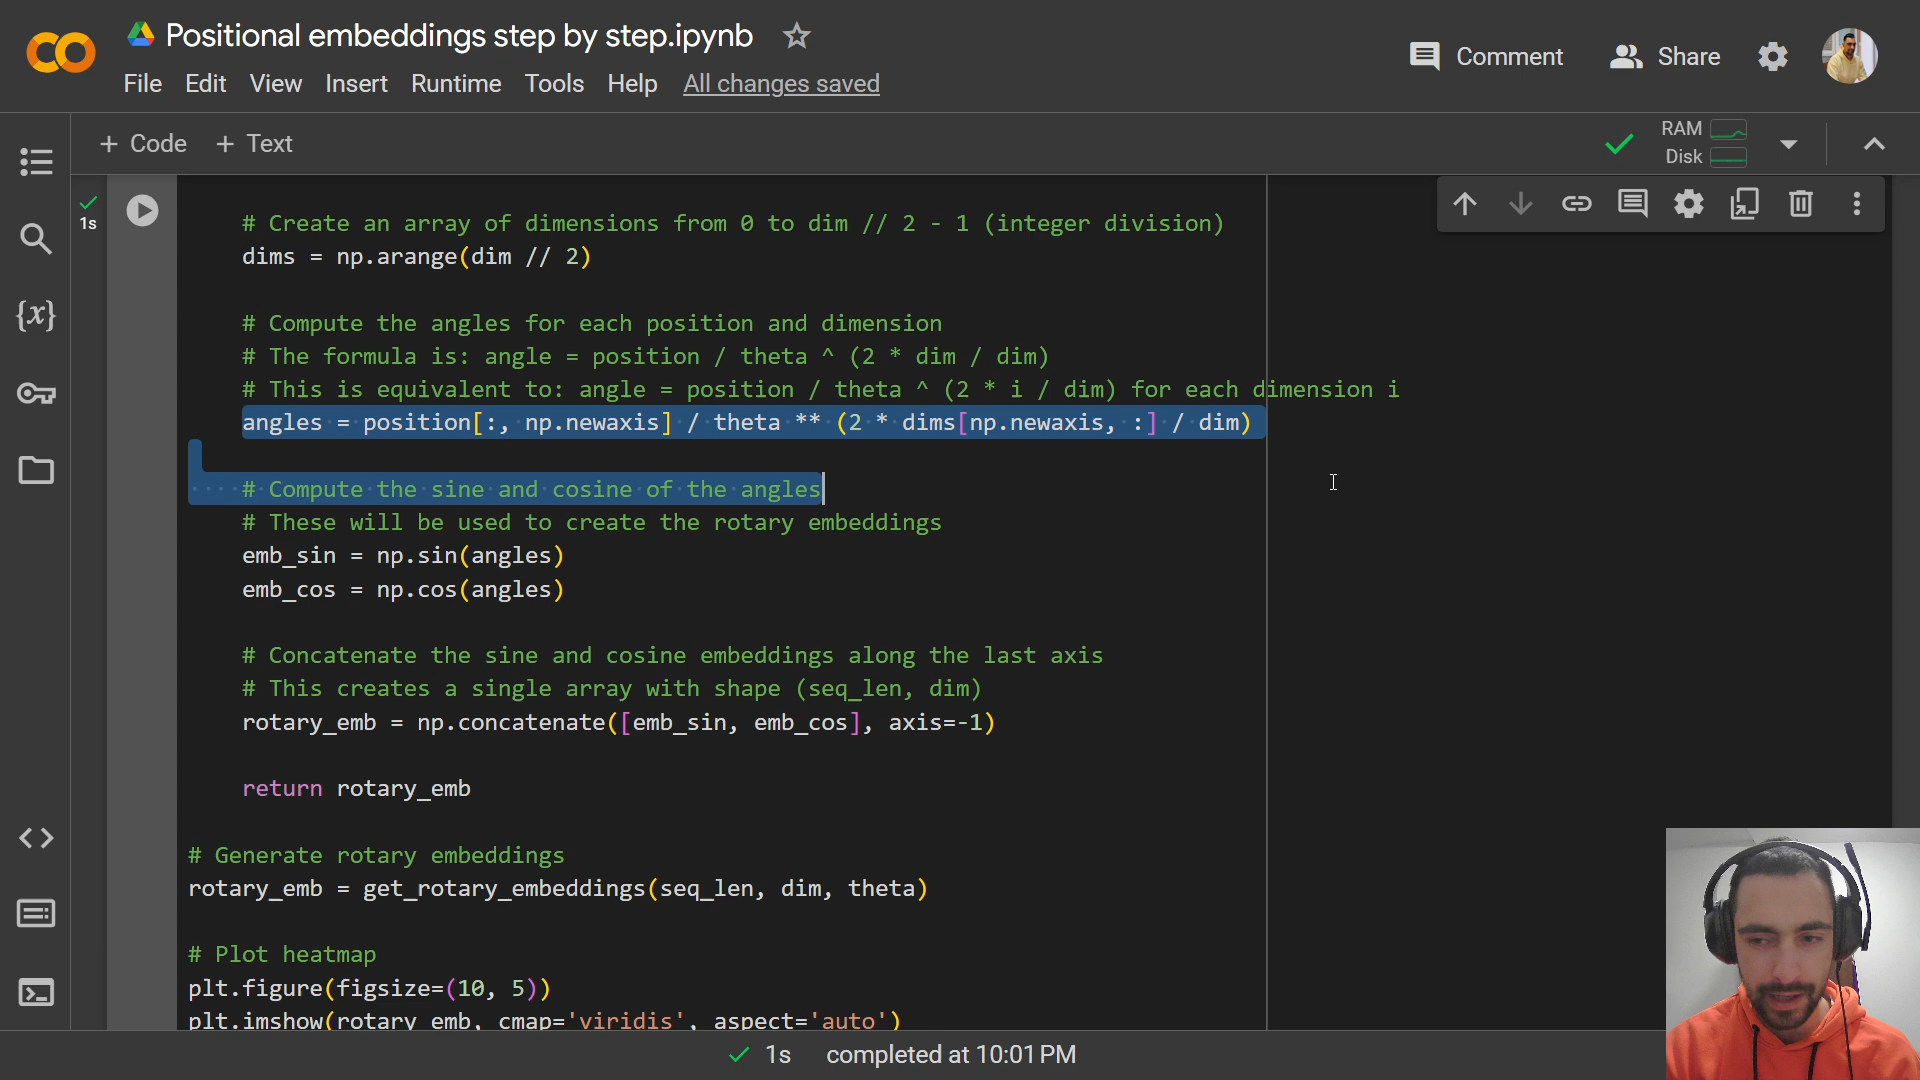 Positional embeddings step by step.ipynb
File Edit View Insert Runtime Tools Help All changes saved
Comment Share
+ Code + Text
RAM
Disk
1s
# Create an array of dimensions from 0 to dim // 2 - 1 (integer division)
dims = np.arange(dim // 2)
# Compute the angles for each position and dimension
# The formula is: angle = position / theta ^ (2 * dim / dim)
# This is equivalent to: angle = position / theta ^ (2 * i / dim) for each dimension i
angles = position[:, np.newaxis] / theta ** (2 * dims[np.newaxis, :] / dim)
# Compute the sine and cosine of the angles
# These will be used to create the rotary embeddings
emb_sin = np.sin(angles)
emb_cos = np.cos(angles)
# Concatenate the sine and cosine embeddings along the last axis
# This creates a single array with shape (seq_len, dim)
rotary_emb = np.concatenate([emb_sin, emb_cos], axis=-1)
return rotary_emb
# Generate rotary embeddings
rotary_emb = get_rotary_embeddings(seq_len, dim, theta)
# Plot heatmap
plt.figure(figsize=(10, 5))
plt.imshow(rotary_emb, cmap='viridis', aspect='auto')
1s completed at 10:01 PM